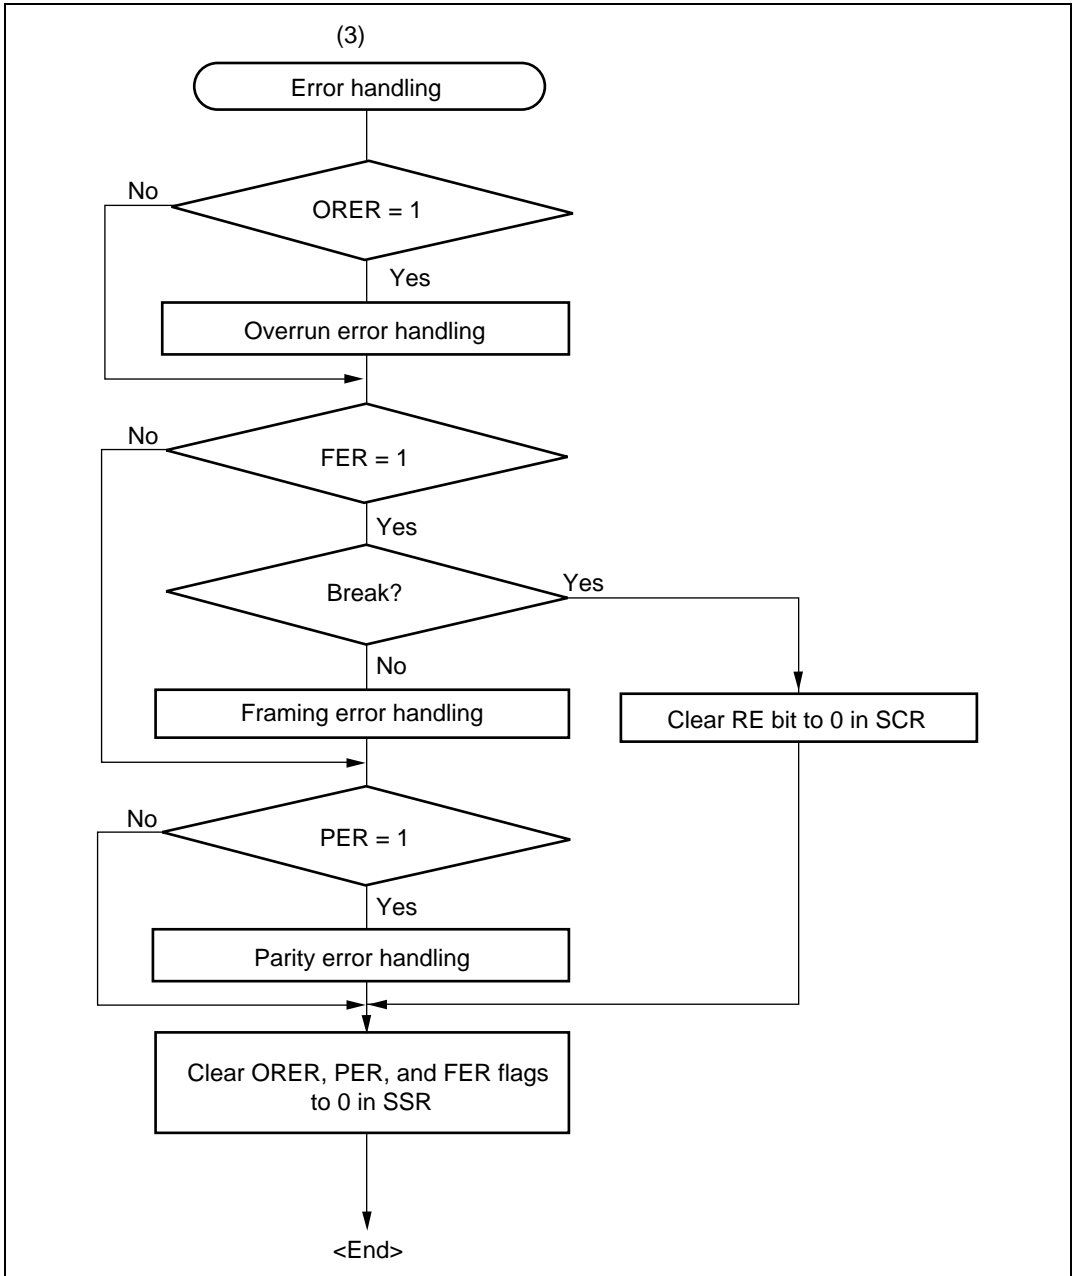 (3)
Error handling
No
ORER = 1
Yes
Overrun error handling
No
FER = 1
Yes
Break?
Yes
No
Framing error handling
Clear RE bit to 0 in SCR
No
PER = 1
Yes
Parity error handling
Clear ORER, PER, and FER flags
to 0 in SSR
<End>